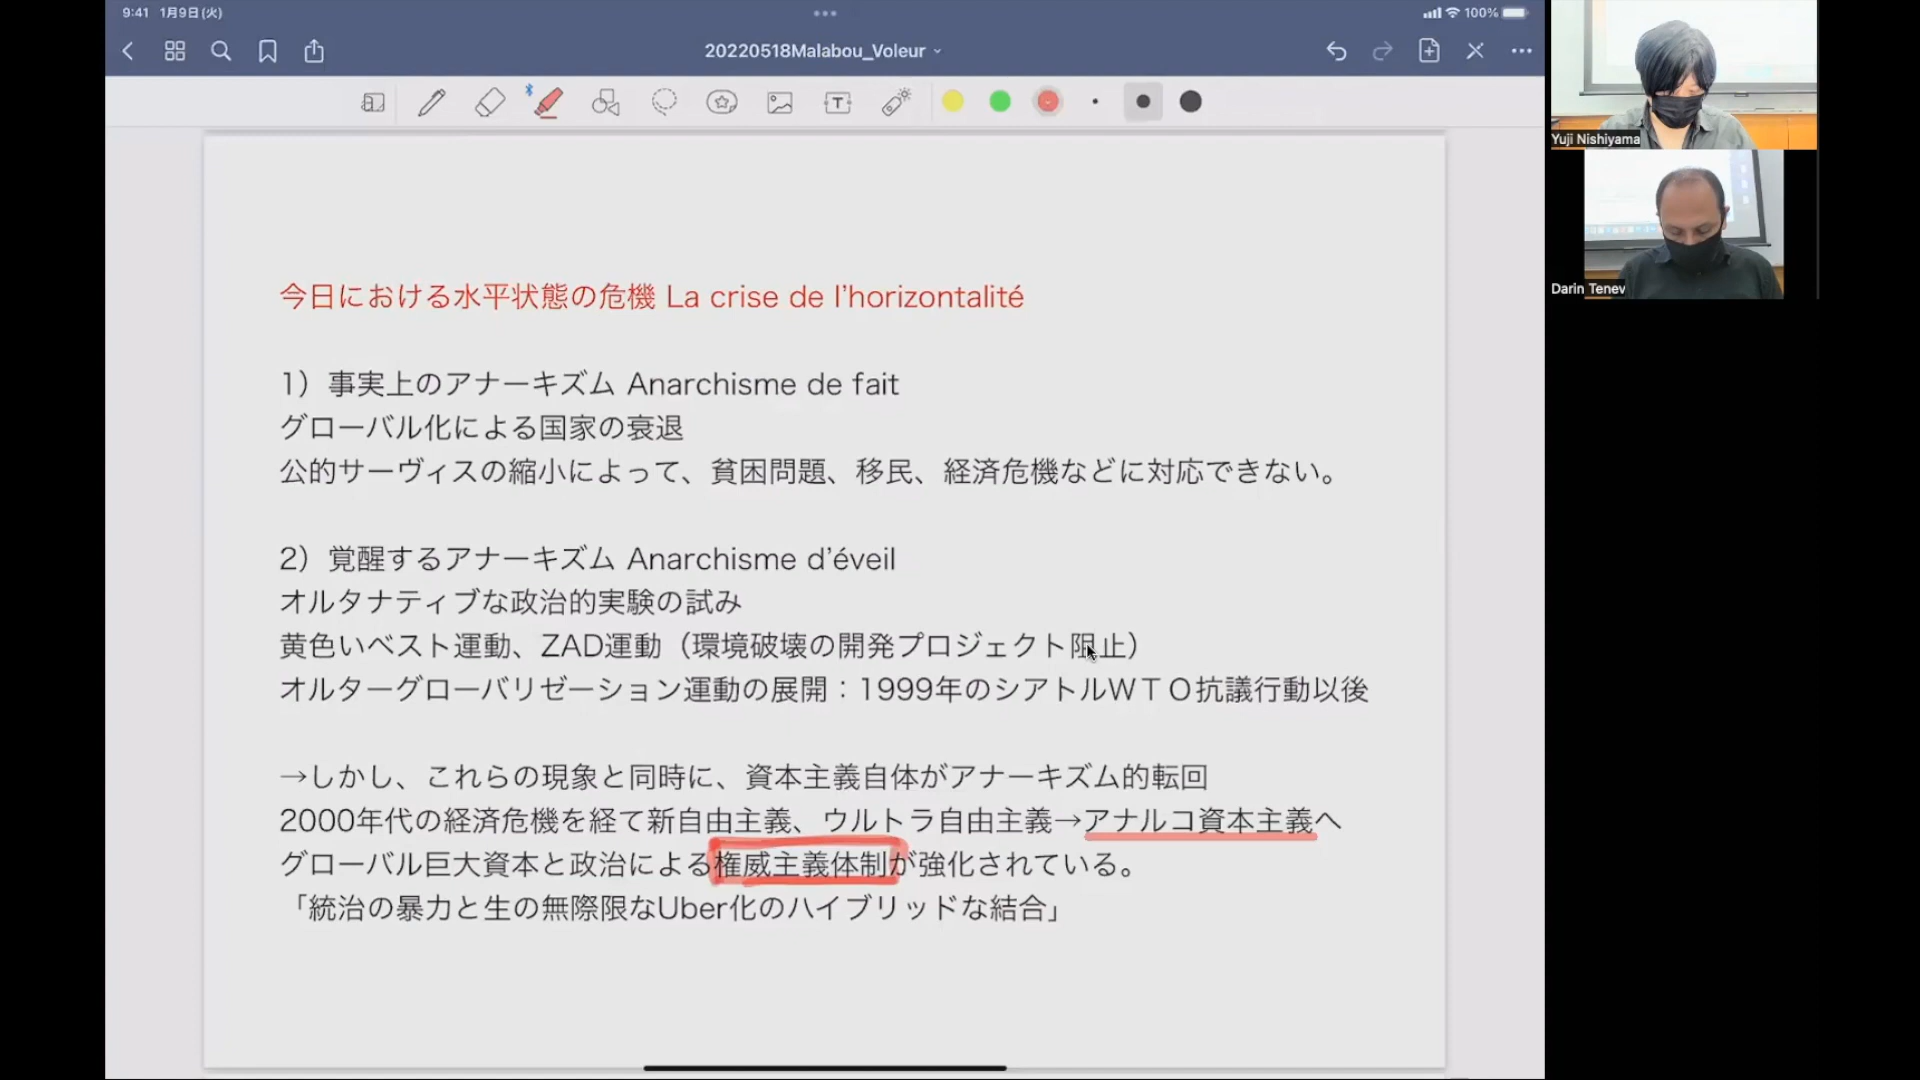 9:41 1月9日(火)
100%
20220518Malabou_Voleur
今日における水平状態の危機 La crise de l’horizontalité
1）事実上のアナーキズム Anarchisme de fait
グローバル化による国家の衰退
公的サーヴィスの縮小によって、貧困問題、移民、経済危機などに対応できない。
2）覚醒するアナーキズム Anarchisme d’éveil
オルタナティブな政治的実験の試み
黄色いベスト運動、ZAD運動（環境破壊の開発プロジェクト阻止）
オルターグローバリゼーション運動の展開：1999年のシアトルＷＴＯ抗議行動以後
→しかし、これらの現象と同時に、資本主義自体がアナーキズム的転回
2000年代の経済危機を経て新自由主義、ウルトラ自由主義→アナルコ資本主義へ
グローバル巨大資本と政治による権威主義体制が強化されている。
「統治の暴力と生の無際限なUber化のハイブリッドな結合」
Yuji Nishiyama
Darin Tenev